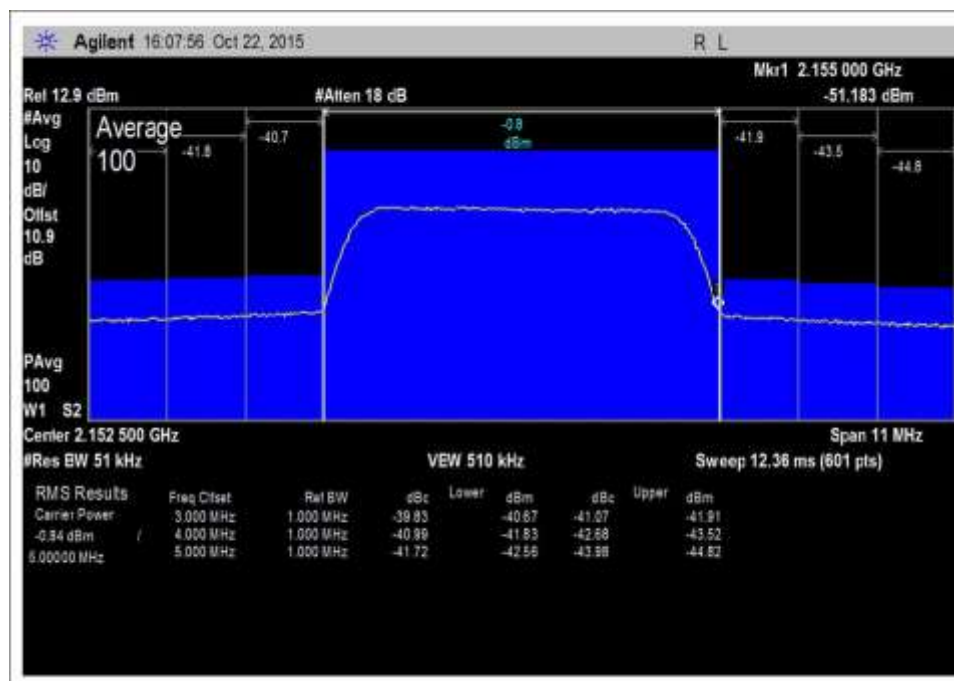 Agilent 16:07:56 Oct 22, 2015 R L
Mkr1 2.155 000 GHz
Ref 12.9 dBm #Atten 18 dB -51.183 dBm
#Avg
Log
10
dB/
Offst
10.9
dB
Average
100
-41.8
-40.7
-0.8
dBm
-41.9
-43.5
-44.8
1
PAvg
100
W1 S2
Center 2.152 500 GHz Span 11 MHz
#Res BW 51 kHz VBW 510 kHz Sweep 12.36 ms (601 pts)
RMS Results Freq Offset Ref BW dBc Lower dBm dBc Upper dBm
Carrier Power 3.000 MHz 1.000 MHz -39.83 -40.67 -41.07 -41.91
-0.84 dBm / 4.000 MHz 1.000 MHz -40.99 -41.83 -42.68 -43.52
5.00000 MHz 5.000 MHz 1.000 MHz -41.72 -42.56 -43.98 -44.82